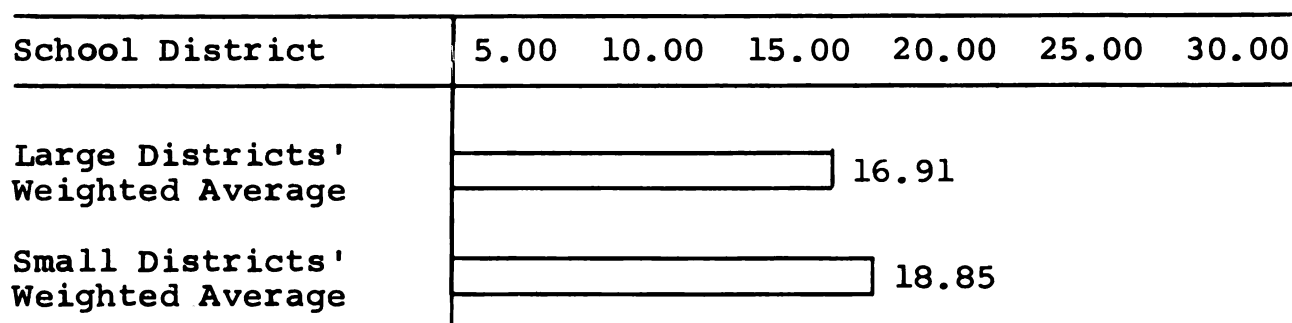 School District 5.00 10.00 15.00 20.00 25.00 30.00
Large Districts'
Weighted Average 16.91
Small Districts'
Weighted Average 18.85